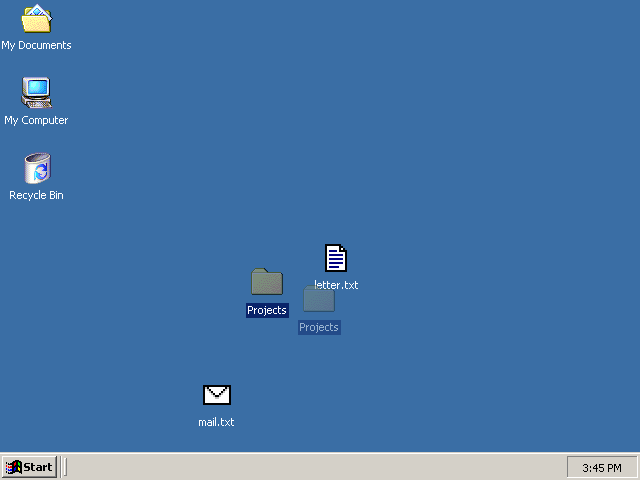 My Documents
My Computer
Recycle Bin
letter.txt
Projects
Projects
mail.txt
Start
3:45 PM